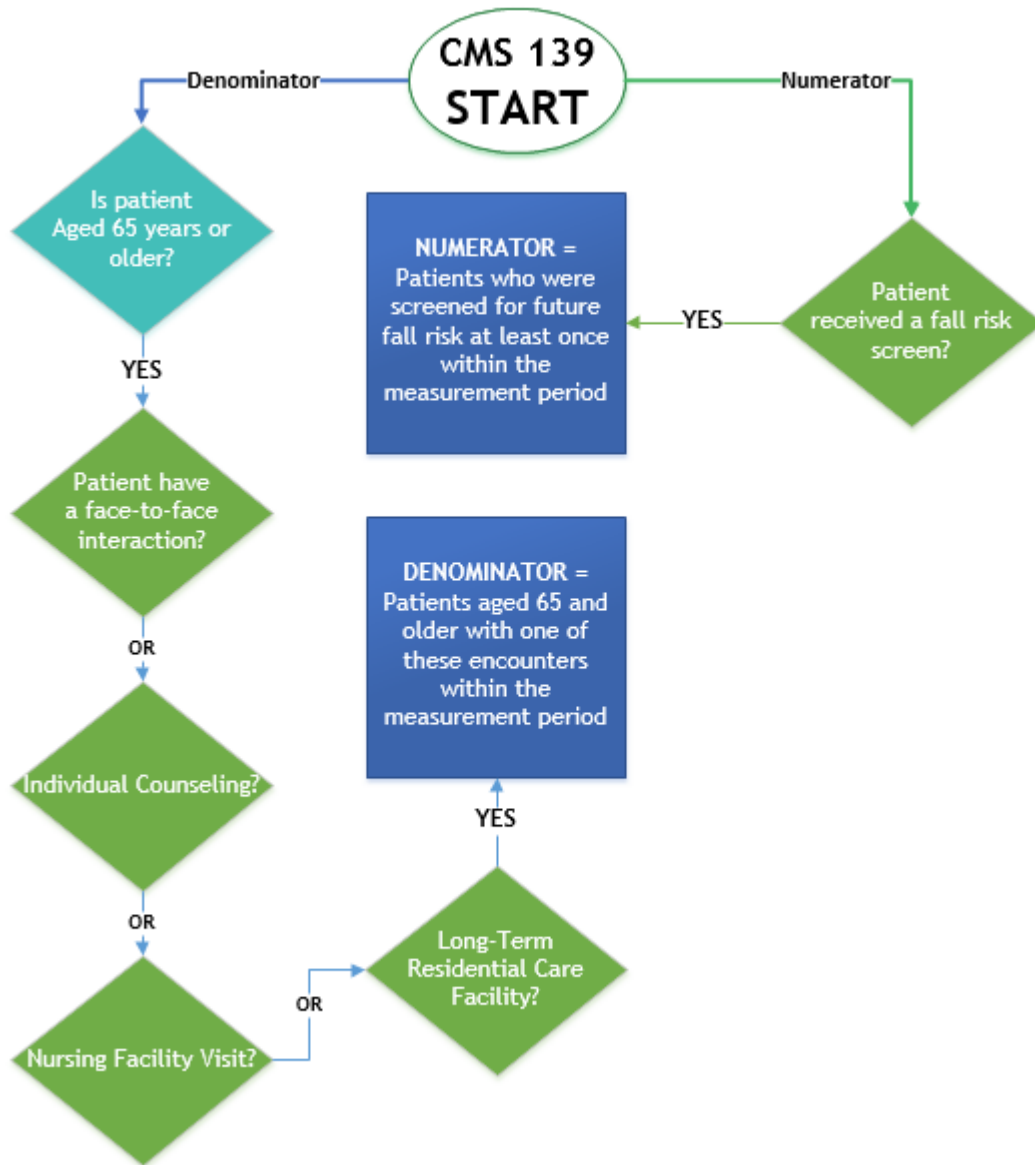 CMS 139
START
Denominator
Numerator
Is patient
Aged 65 years or
older?
YES
Patient have
a face-to-face
interaction?
OR
Individual Counseling?
OR
Nursing Facility Visit?
OR
Long-Term
Residential Care
Facility?
YES
DENOMINATOR =
Patients aged 65 and
older with one of
these encounters
within the
measurement period
Patient
received a fall risk
screen?
YES
NUMERATOR =
Patients who were
screened for future
fall risk at least once
within the
measurement period